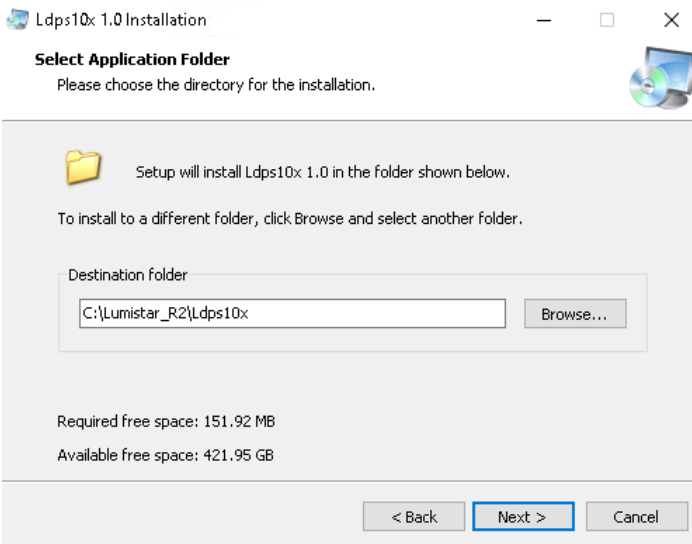 Ldps10x 1.0 Installation
Select Application Folder
Please choose the directory for the installation.
Setup will install Ldps10x 1.0 in the folder shown below.
To install to a different folder, click Browse and select another folder.
Destination folder
C:\Lumistar_R2\Ldps10x
Browse...
Required free space: 151.92 MB
Available free space: 421.95 GB
< Back
Next >
Cancel